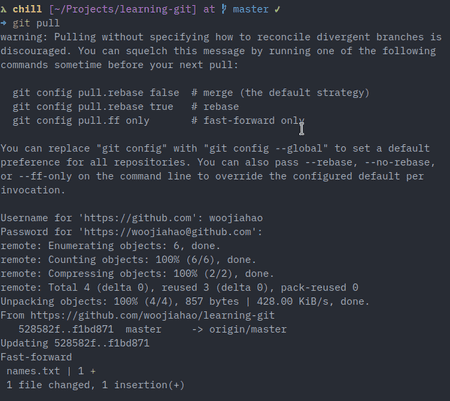 λ chill [~/Projects/learning-git] at master ✓
→ git pull
warning: Pulling without specifying how to reconcile divergent branches is
discouraged. You can squelch this message by running one of the following
commands sometime before your next pull:
git config pull.rebase false # merge (the default strategy)
git config pull.rebase true # rebase
git config pull.ff only # fast-forward only
You can replace "git config" with "git config --global" to set a default
preference for all repositories. You can also pass --rebase, --no-rebase,
or --ff-only on the command line to override the configured default per
invocation.
Username for 'https://github.com': woojiahao
Password for 'https://woojiahao@github.com':
remote: Enumerating objects: 6, done.
remote: Counting objects: 100% (6/6), done.
remote: Compressing objects: 100% (2/2), done.
remote: Total 4 (delta 0), reused 3 (delta 0), pack-reused 0
Unpacking objects: 100% (4/4), 857 bytes | 428.00 KiB/s, done.
From https://github.com/woojiahao/learning-git
528582f..f1bd871 master -> origin/master
Updating 528582f..f1bd871
Fast-forward
names.txt | 1 +
1 file changed, 1 insertion(+)